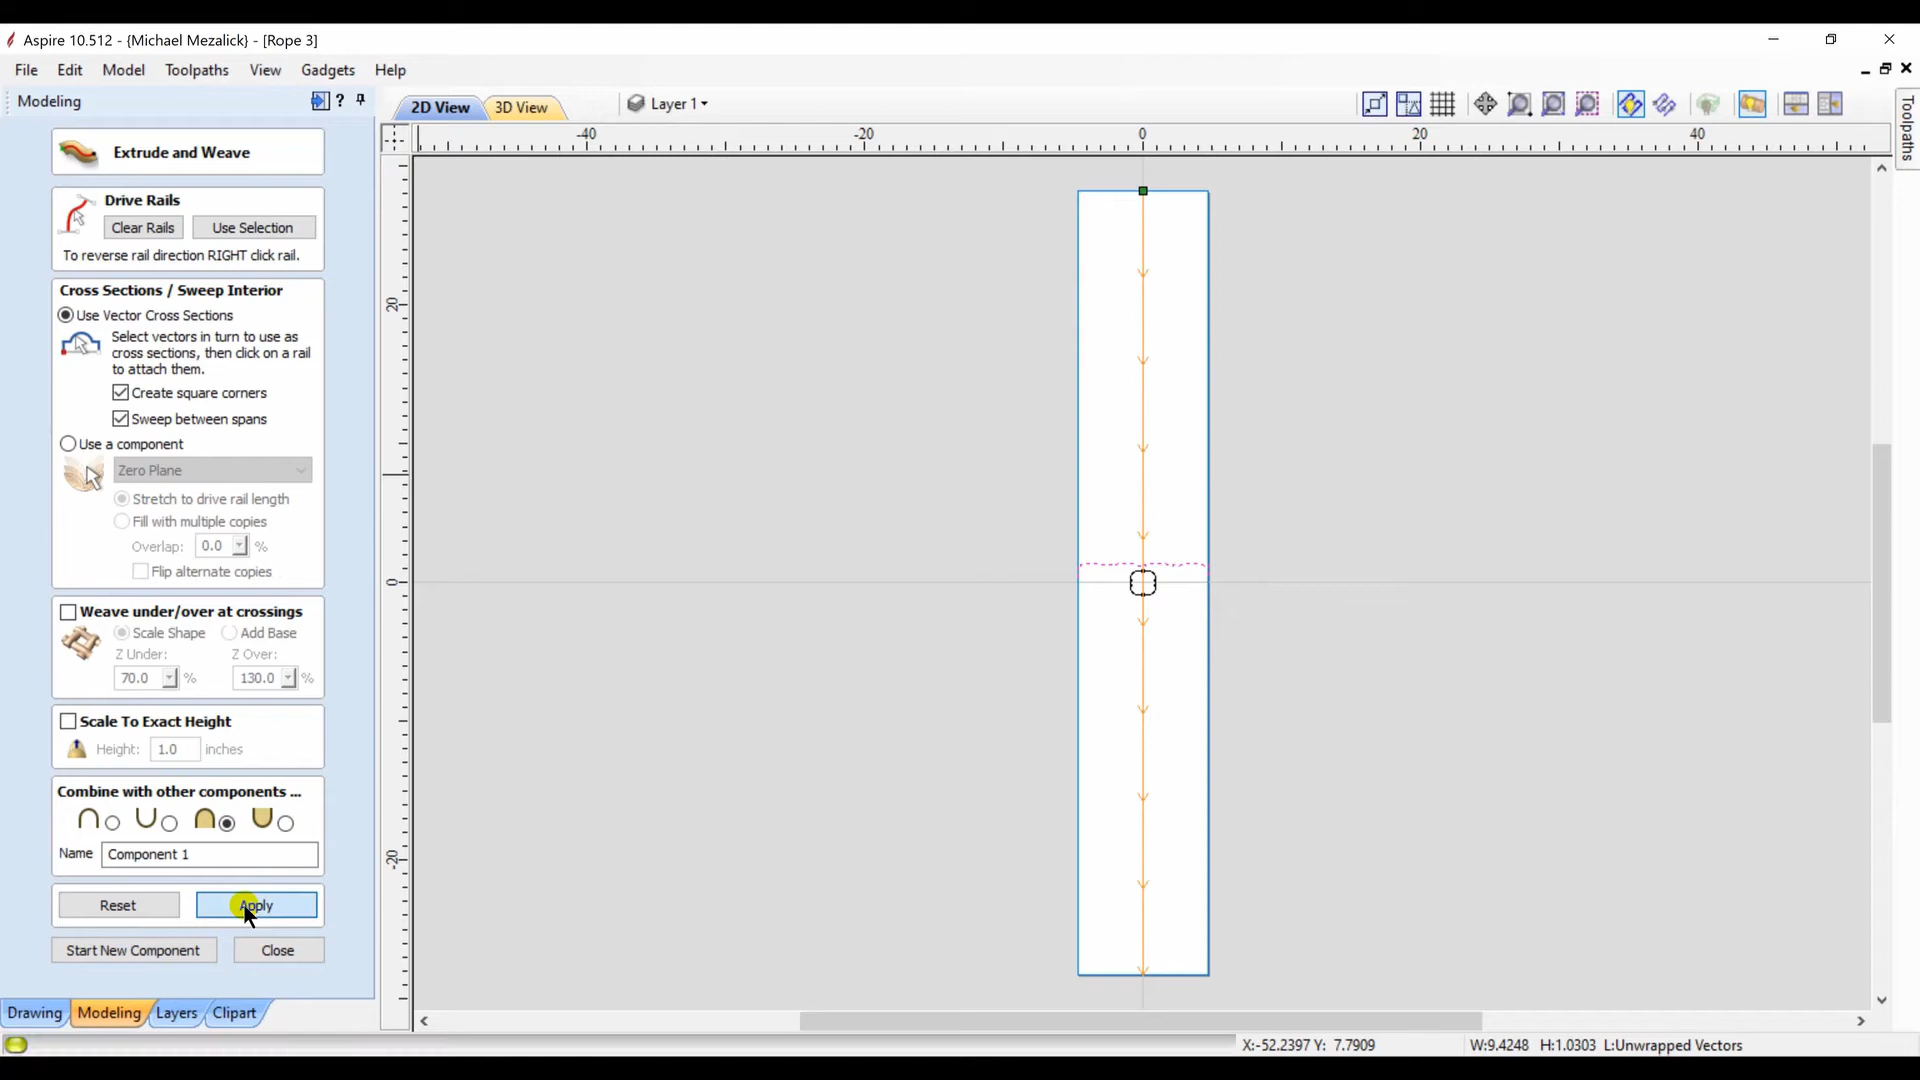 Aspire 10.512 - {Michael Mezalick} - [Rope 3]
File Edit Model Toolpaths View Gadgets Help
Modeling ?
2D View 3D View Layer 1
Toolpaths
-40 -20 0 20 40
20
0
-20
Extrude and Weave
Drive Rails
Clear Rails Use Selection
To reverse rail direction RIGHT click rail.
Cross Sections / Sweep Interior
Use Vector Cross Sections
Select vectors in turn to use as
cross sections, then click on a rail
to attach them.
Create square corners
Sweep between spans
Use a component
Zero Plane
Stretch to drive rail length
Fill with multiple copies
Overlap: 0.0 %
Flip alternate copies
Weave under/over at crossings
Scale Shape Add Base
Z Under: Z Over:
70.0 % 130.0 %
Scale To Exact Height
Height: 1.0 inches
Combine with other components ...
Name Component 1
Reset Apply
Start New Component Close
Drawing Modeling Layers Clipart
X:-52.2397 Y: 7.7909 W:9.4248 H:1.0303 L:Unwrapped Vectors